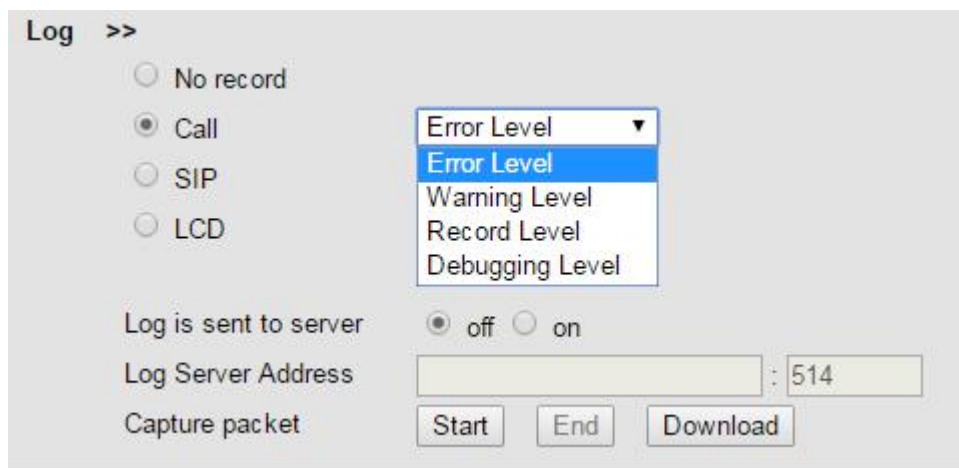 Log >>
No record
Call Error Level ▼
Error Level
SIP
Warning Level
Record Level
LCD
Debugging Level
Log is sent to server off on
Log Server Address : 514
Capture packet Start End Download